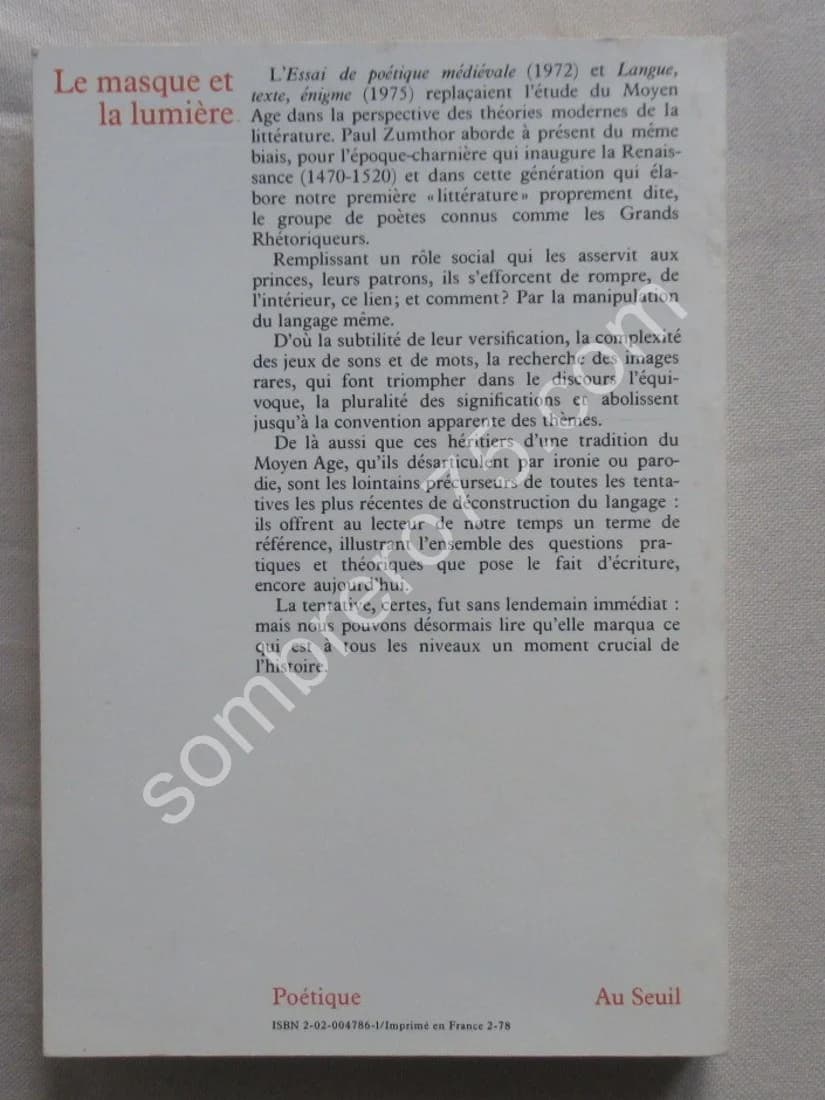 Le masque et
la lumière
L'Essai de poétique médiévale (1972) et Langue,
texte, énigme (1975) replaçaient l'étude du Moyen
Age dans la perspective des théories modernes de la
littérature. Paul Zumthor aborde à présent du même
biais, pour l'époque-charnière qui inaugure la Renais-
sance (1470-1520) et dans cette génération qui éla-
bore notre première «littérature» proprement dite,
le groupe de poètes connus comme les Grands
Rhétoriqueurs.
Remplissant un rôle social qui les asservit aux
princes, leurs patrons, ils s'efforcent de rompre, de
l'intérieur, ce lien; et comment? Par la manipulation
du langage même.
D'où la subtilité de leur versification, la complexité
des jeux de sons et de mots, la recherche des images
rares, qui font triompher dans le discours l'équi-
voque, la pluralité des significations et abolissent
jusqu'à la convention apparente des thèmes.
De là aussi que ces héritiers d'une tradition du
Moyen Age, qu'ils désarticulent par ironie ou paro-
die, sont les lointains précurseurs de toutes les tenta-
tives les plus récentes de déconstruction du langage :
ils offrent au lecteur de notre temps un terme de
référence, illustrant l'ensemble des questions pra-
tiques et théoriques que pose le fait d'écriture,
encore aujourd'hui.
La tentative, certes, fut sans lendemain immédiat :
mais nous pouvons désormais lire qu'elle marqua ce
qui est à tous les niveaux un moment crucial de
l'histoire.
sombrero75.com
Poétique
Au Seuil
ISBN 2-02-004786-1/Imprimé en France 2-78